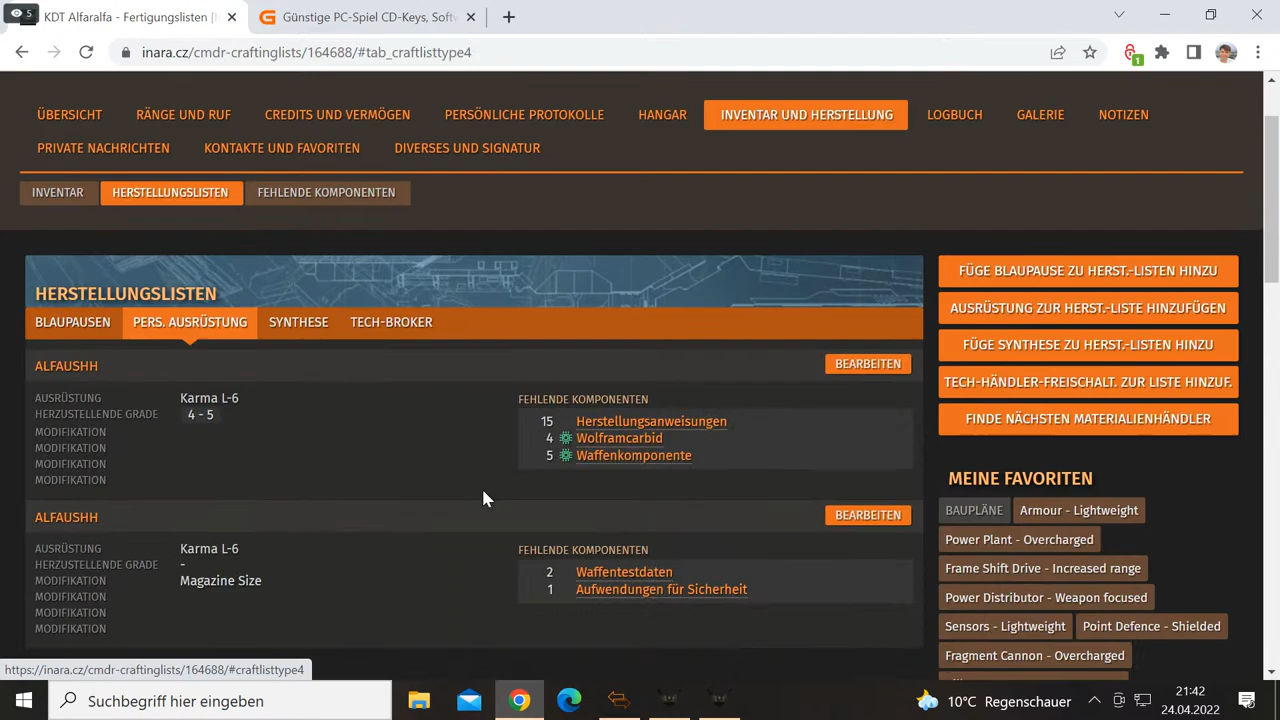 5
KDT Alfaralfa - Fertigungslisten [
Günstige PC-Spiel CD-Keys, Softw
inara.cz/cmdr-craftinglists/164688/#tab_craftlisttype4
1
ÜBERSICHT RÄNGE UND RUF CREDITS UND VERMÖGEN PERSÖNLICHE PROTOKOLLE HANGAR INVENTAR UND HERSTELLUNG LOGBUCH GALERIE NOTIZEN
PRIVATE NACHRICHTEN KONTAKTE UND FAVORITEN DIVERSES UND SIGNATUR
INVENTAR HERSTELLUNGSLISTEN FEHLENDE KOMPONENTEN
HERSTELLUNGSLISTEN
BLAUPAUSEN PERS. AUSRÜSTUNG SYNTHESE TECH-BROKER
ALFAUSHH BEARBEITEN
AUSRÜSTUNG Karma L-6
HERZUSTELLENDE GRADE 4 - 5
MODIFIKATION
MODIFIKATION
MODIFIKATION
MODIFIKATION
FEHLENDE KOMPONENTEN
15 Herstellungsanweisungen
4 Wolframcarbid
5 Waffenkomponente
ALFAUSHH BEARBEITEN
AUSRÜSTUNG Karma L-6
HERZUSTELLENDE GRADE -
MODIFIKATION Magazine Size
MODIFIKATION
MODIFIKATION
MODIFIKATION
FEHLENDE KOMPONENTEN
2 Waffentestdaten
1 Aufwendungen für Sicherheit
FÜGE BLAUPAUSE ZU HERST.-LISTEN HINZU
AUSRÜSTUNG ZUR HERST.-LISTE HINZUFÜGEN
FÜGE SYNTHESE ZU HERST.-LISTEN HINZU
TECH-HÄNDLER-FREISCHALT. ZUR LISTE HINZUF.
FINDE NÄCHSTEN MATERIALIENHÄNDLER
MEINE FAVORITEN
BAUPLÄNE Armour - Lightweight
Power Plant - Overcharged
Frame Shift Drive - Increased range
Power Distributor - Weapon focused
Sensors - Lightweight Point Defence - Shielded
Fragment Cannon - Overcharged
https://inara.cz/cmdr-craftinglists/164688/#craftlisttype4
Suchbegriff hier eingeben
10°C Regenschauer
21:42
24.04.2022